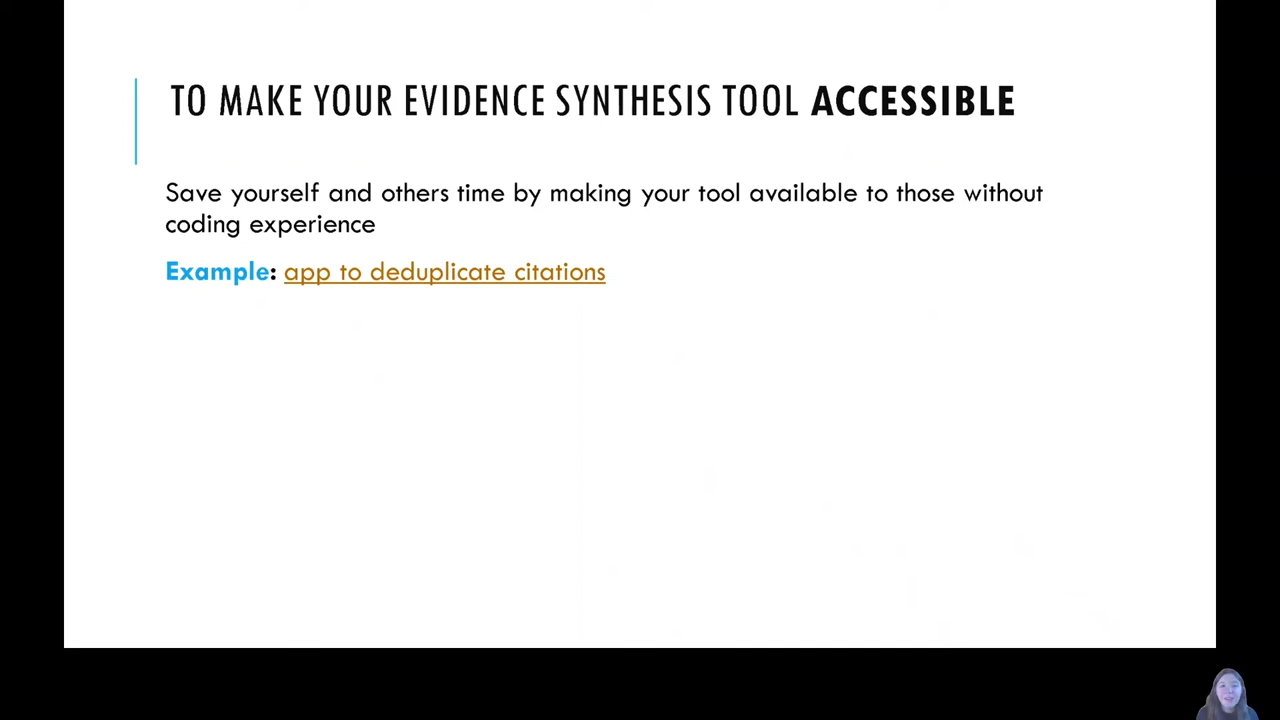 TO MAKE YOUR EVIDENCE SYNTHESIS TOOL ACCESSIBLE
Save yourself and others time by making your tool available to those without
coding experience
Example: app to deduplicate citations